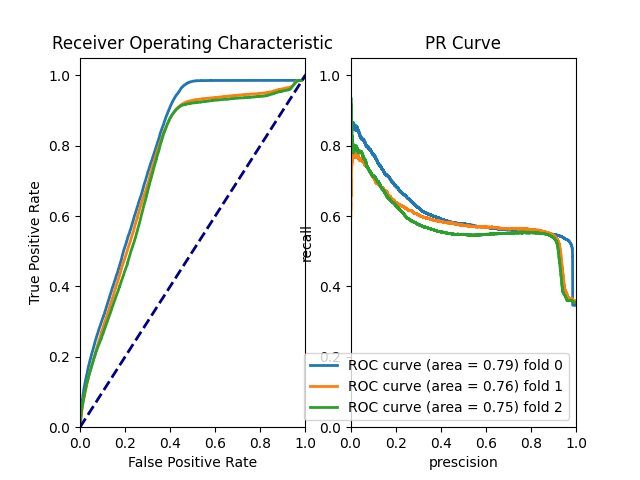 Receiver Operating Characteristic
True Positive Rate
1.0
0.8
0.6
0.4
0.2
0.0
0.0 0.2 0.4 0.6 0.8 1.0
False Positive Rate
PR Curve
recall
1.0
0.8
0.6
0.4
0.2
0.0
ROC curve (area = 0.79) fold 0
ROC curve (area = 0.76) fold 1
ROC curve (area = 0.75) fold 2
0.0 0.2 0.4 0.6 0.8 1.0
prescision